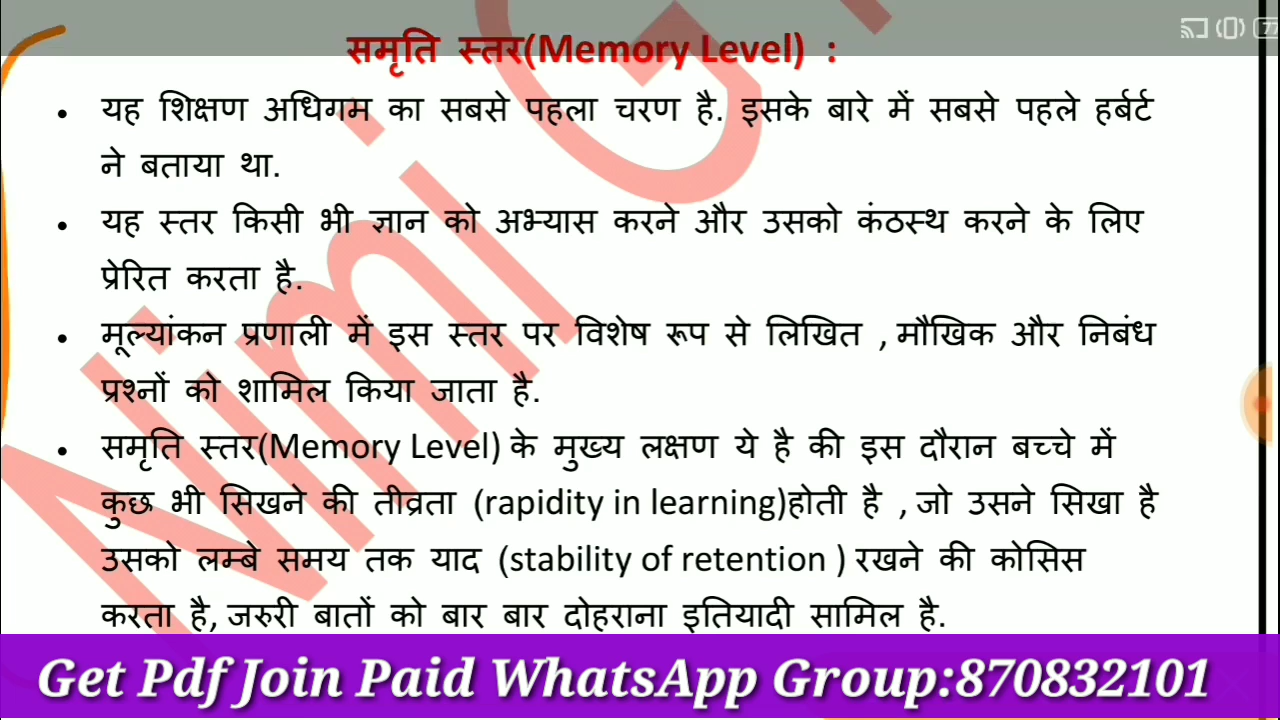 समृति स्तर(Memory Level) :
• यह शिक्षण अधिगम का सबसे पहला चरण है. इसके बारे में सबसे पहले हर्बर्ट
ने बताया था.
• यह स्तर किसी भी ज्ञान को अभ्यास करने और उसको कंठस्थ करने के लिए
प्रेरित करता है.
• मूल्यांकन प्रणाली में इस स्तर पर विशेष रूप से लिखित , मौखिक और निबंध
प्रश्नों को शामिल किया जाता है.
• समृति स्तर(Memory Level) के मुख्य लक्षण ये है की इस दौरान बच्चे में
कुछ भी सिखने की तीव्रता (rapidity in learning)होती है , जो उसने सिखा है
उसको लम्बे समय तक याद (stability of retention ) रखने की कोसिस
करता है, जरुरी बातों को बार बार दोहराना इतियादी सामिल है.
Get Pdf Join Paid WhatsApp Group:870832101
Nimi G
77